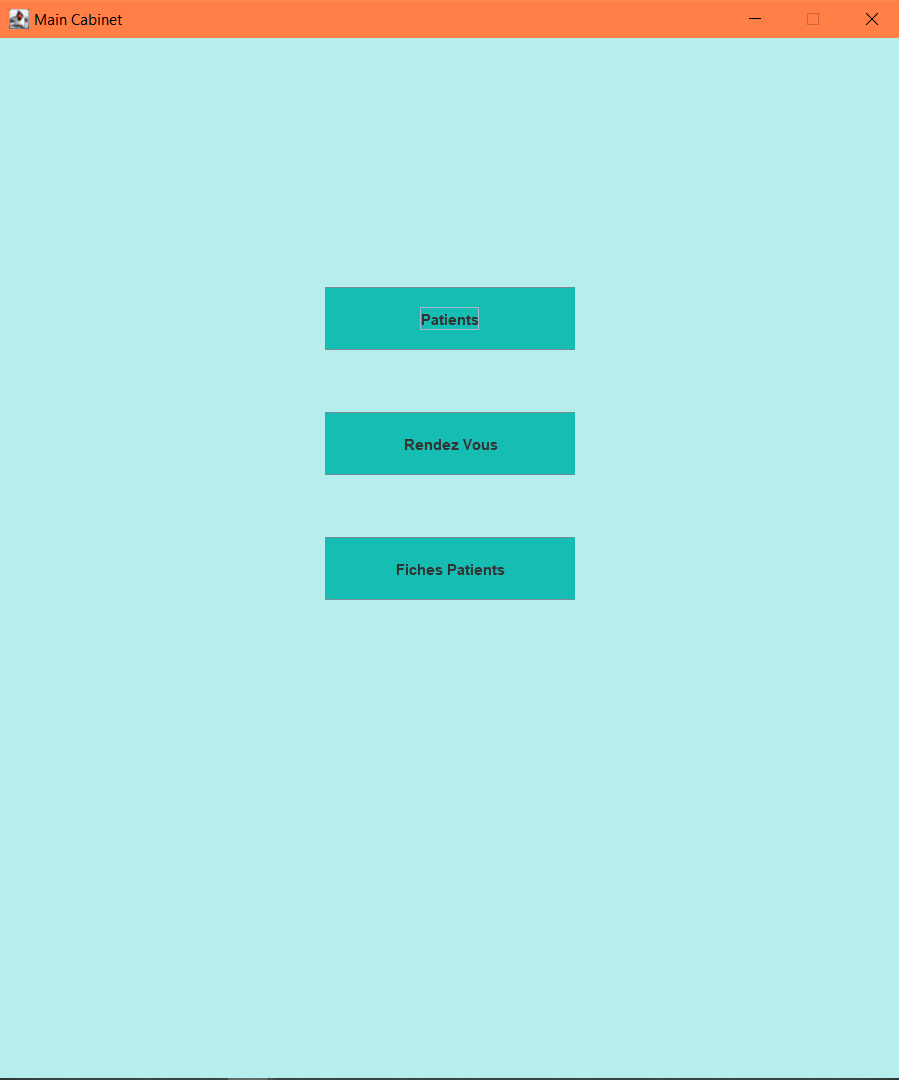 Main Cabinet
Patients
Rendez Vous
Fiches Patients